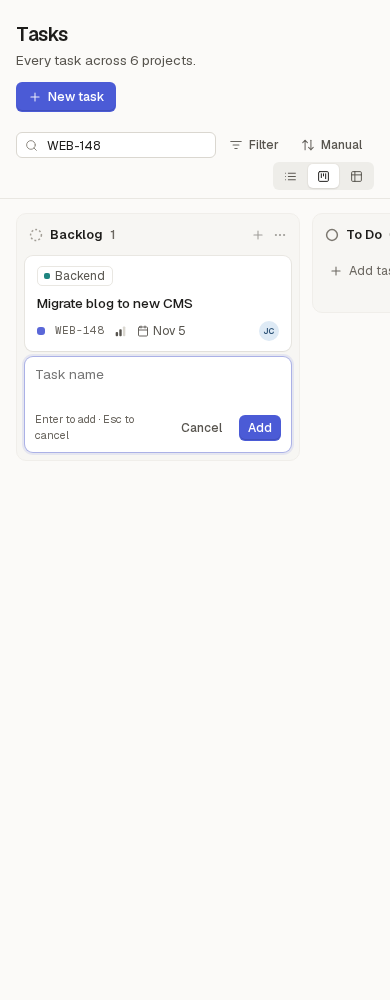 Tasks
Every task across 6 projects.
New task
WEB-148
Filter
Manual
Backlog 1
To Do
Backend
Migrate blog to new CMS
WEB-148
Nov 5
JC
Add
Task name
Enter to add · Esc to
cancel
Cancel
Add